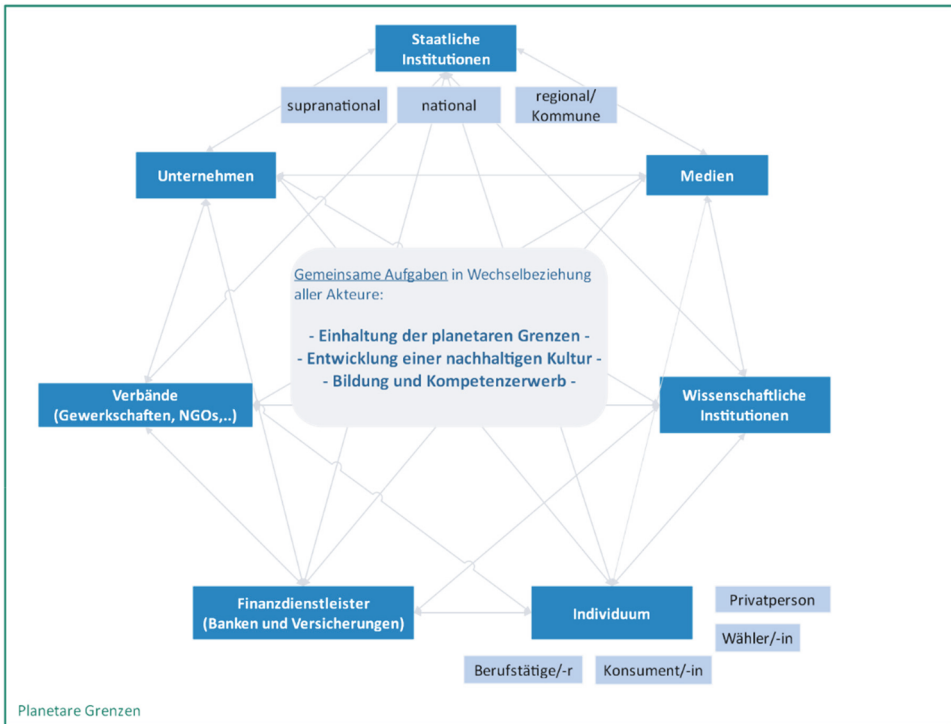 Staatliche
Institutionen
supranational
national
regional/
Kommune
Unternehmen
Medien
Gemeinsame Aufgaben in Wechselbeziehung
aller Akteure:
- Einhaltung der planetaren Grenzen -
- Entwicklung einer nachhaltigen Kultur -
- Bildung und Kompetenzerwerb -
Verbände
(Gewerkschaften, NGOs,..)
Wissenschaftliche
Institutionen
Finanzdienstleister
(Banken und Versicherungen)
Individuum
Privatperson
Wähler/-in
Berufstätige/-r
Konsument/-in
Planetare Grenzen